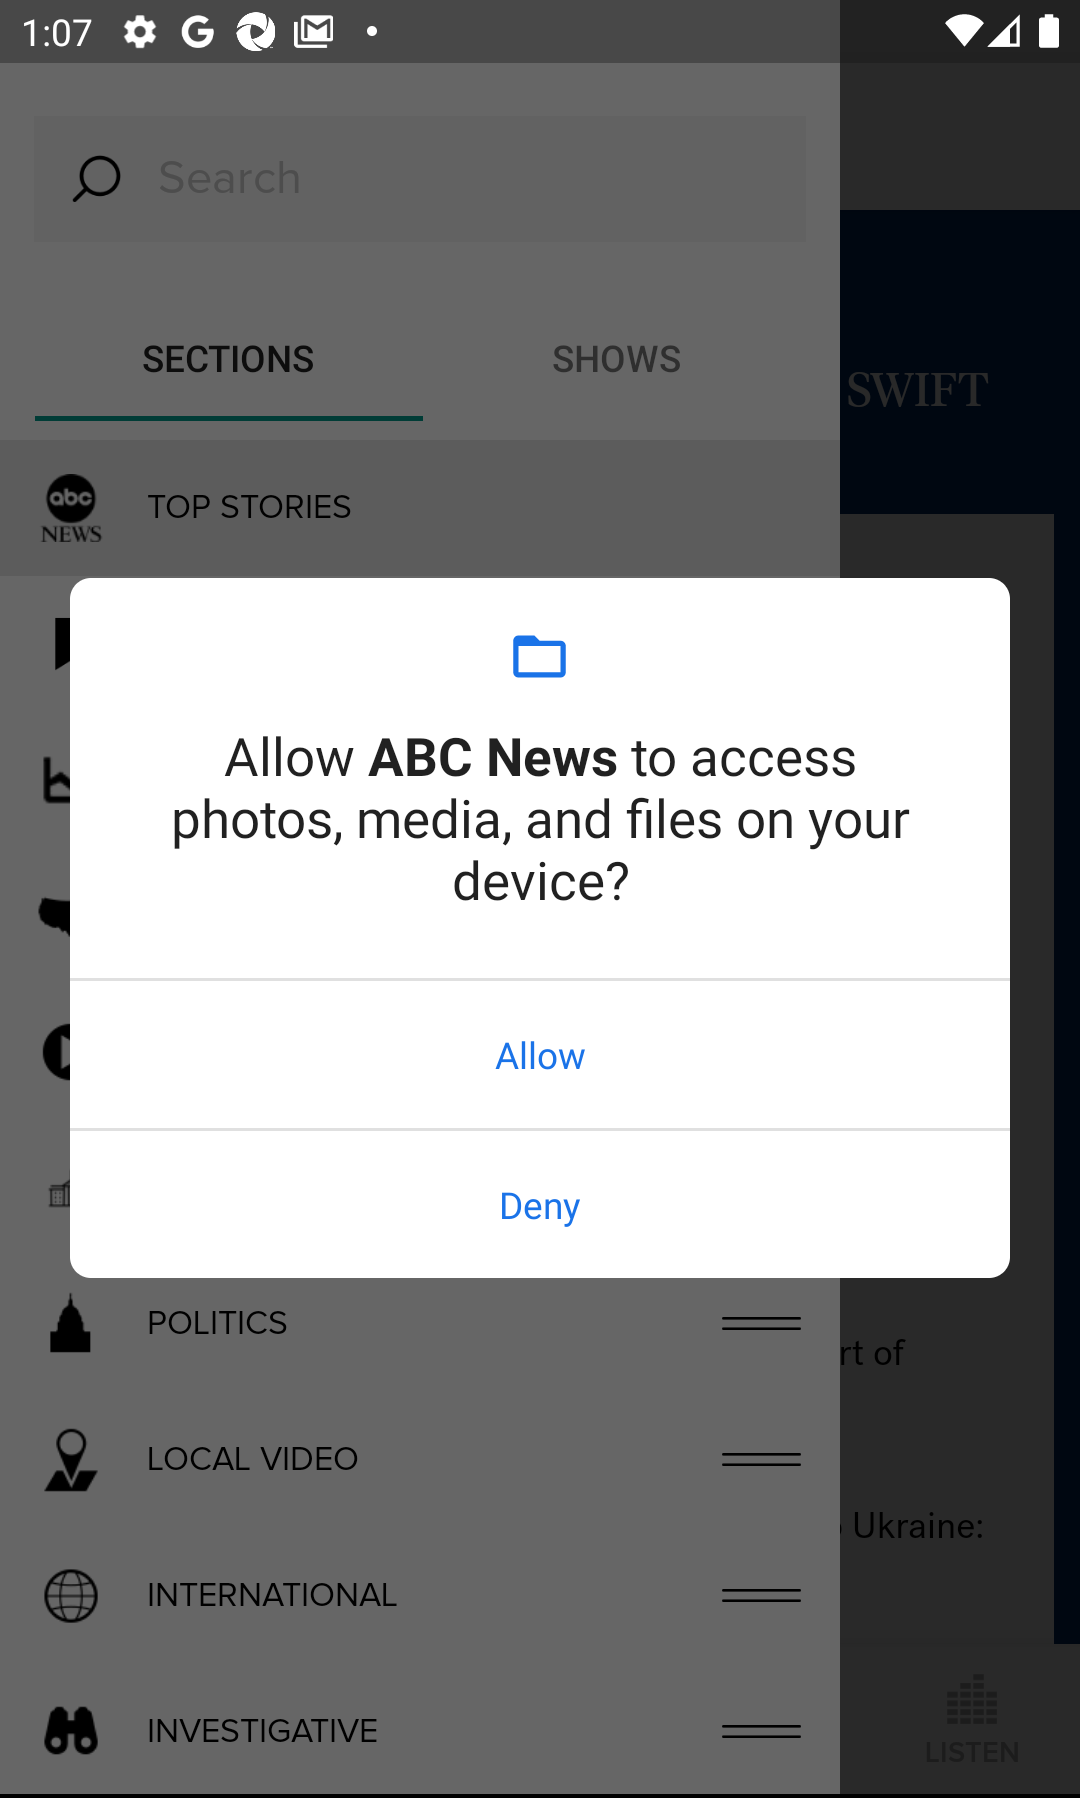 1:07
Search
SECTIONS SHOWS
SWIFT
abc
NEWS
TOP STORIES
Allow ABC News to access
photos, media, and files on your
device?
Allow
Deny
POLITICS
rt of
LOCAL VIDEO
Ukraine:
INTERNATIONAL
INVESTIGATIVE
LISTEN